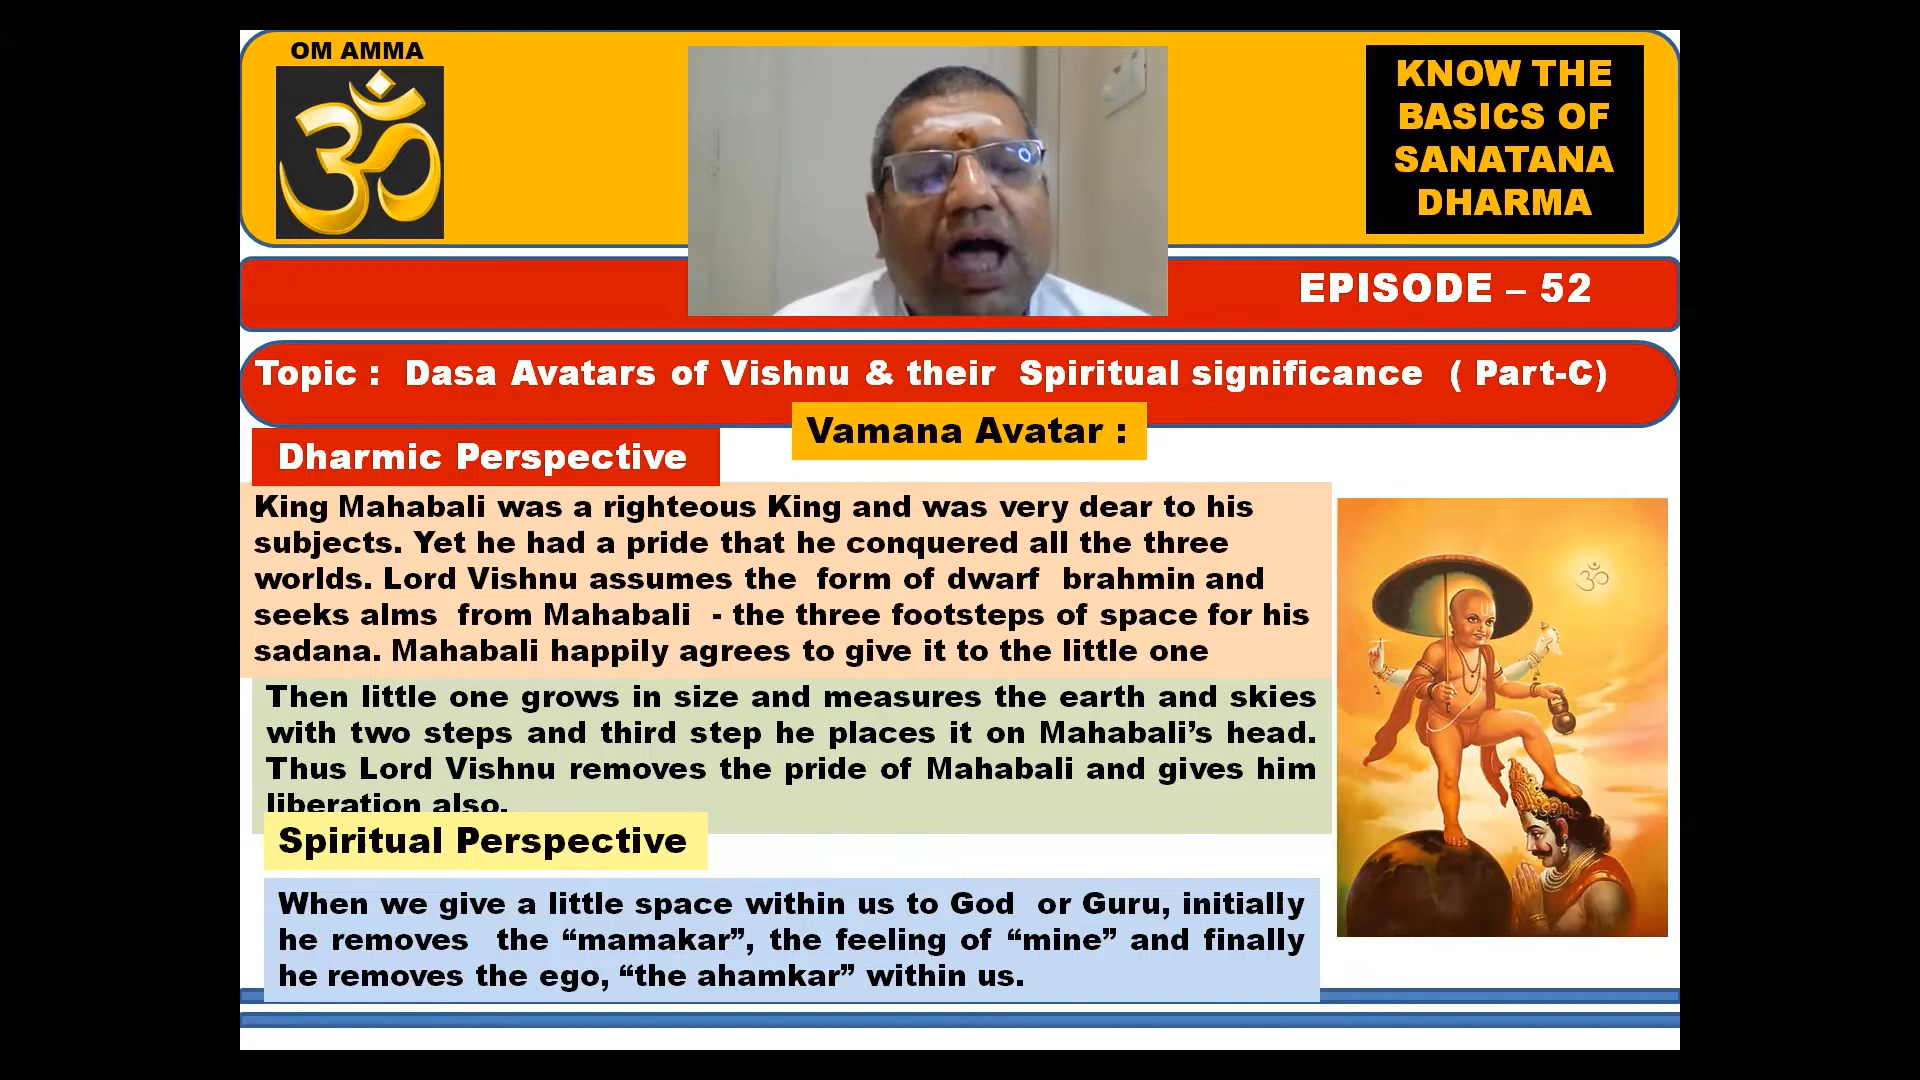 OM AMMA
ॐ
KNOW THE
BASICS OF
SANATANA
DHARMA
EPISODE – 52
Topic : Dasa Avatars of Vishnu & their Spiritual significance ( Part-C)
Vamana Avatar :
Dharmic Perspective
King Mahabali was a righteous King and was very dear to his
subjects. Yet he had a pride that he conquered all the three
worlds. Lord Vishnu assumes the form of dwarf brahmin and
seeks alms from Mahabali - the three footsteps of space for his
sadana. Mahabali happily agrees to give it to the little one
Then little one grows in size and measures the earth and skies
with two steps and third step he places it on Mahabali’s head.
Thus Lord Vishnu removes the pride of Mahabali and gives him
liberation also.
ॐ
Spiritual Perspective
When we give a little space within us to God or Guru, initially
he removes the “mamakar”, the feeling of “mine” and finally
he removes the ego, “the ahamkar” within us.